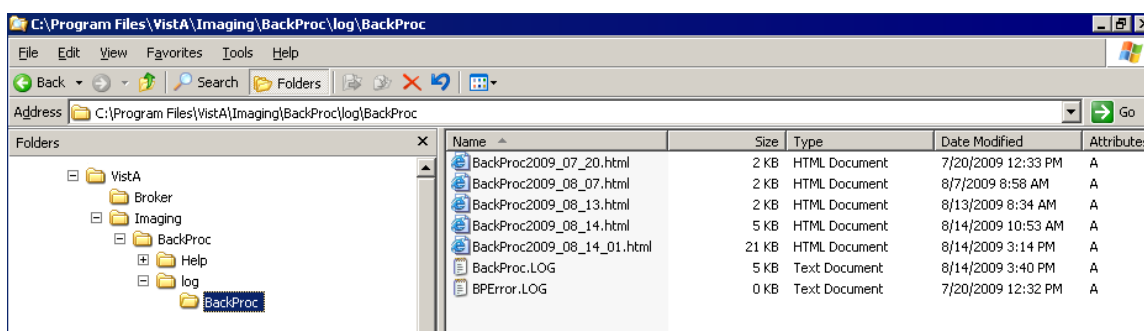 C:\Program Files\VistA\Imaging\BackProc\log\BackProc
File Edit View Favorites Tools Help
Back Search Folders
Address C:\Program Files\VistA\Imaging\BackProc\log\BackProc Go
Folders
VistA
Broker
Imaging
BackProc
Help
log
BackProc
Name Size Type Date Modified Attributes
BackProc2009_07_20.html 2 KB HTML Document 7/20/2009 12:33 PM A
BackProc2009_08_07.html 2 KB HTML Document 8/7/2009 8:58 AM A
BackProc2009_08_13.html 2 KB HTML Document 8/13/2009 8:34 AM A
BackProc2009_08_14.html 5 KB HTML Document 8/14/2009 10:53 AM A
BackProc2009_08_14_01.html 21 KB HTML Document 8/14/2009 3:14 PM A
BackProc.LOG 5 KB Text Document 8/14/2009 3:40 PM A
BPError.LOG 0 KB Text Document 7/20/2009 12:32 PM A